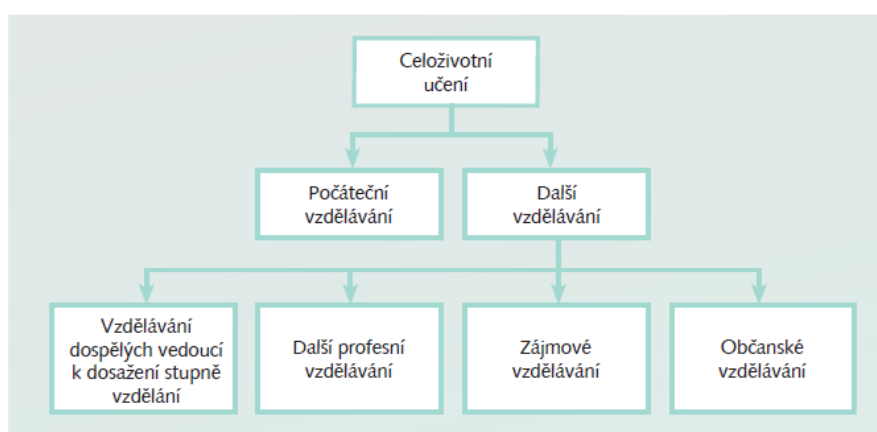 Celoživotní
učení
Počáteční
vzdělávání
Další
vzdělávání
Vzdělávání
dospělých vedoucí
k dosažení stupně
vzdělání
Další profesní
vzdělávání
Zájmové
vzdělávání
Občanské
vzdělávání